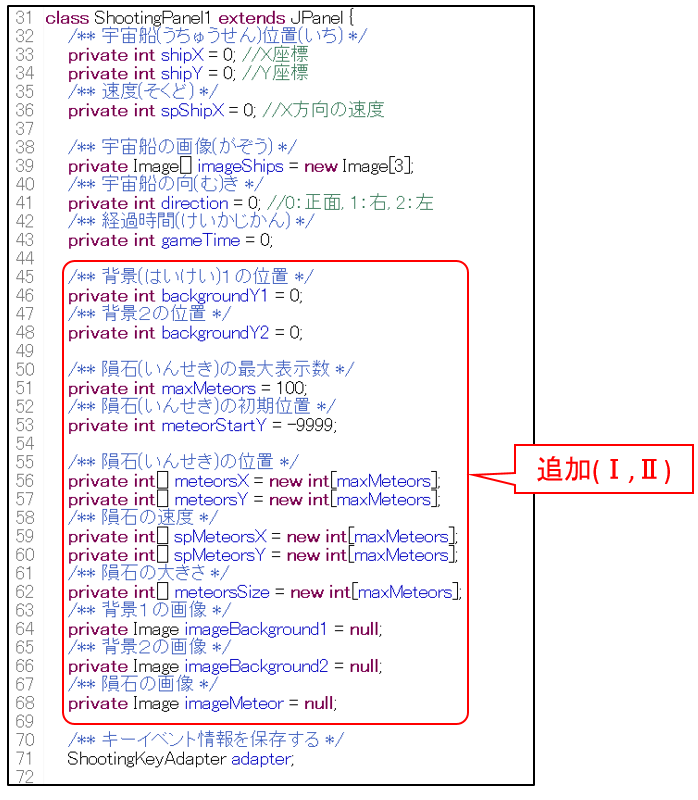 31 class ShootingPanel1 extends JPanel {
32 /** 宇宙船(うちゅうせん)位置(いち) */
33 private int shipX = 0; //X座標
34 private int shipY = 0; //Y座標
35 /** 速度(そくど) */
36 private int spShipX = 0; //X方向の速度
37
38 /** 宇宙船の画像(がぞう) */
39 private Image[] imageShips = new Image[3];
40 /** 宇宙船の向(む)き */
41 private int direction = 0; //0:正面, 1:右, 2:左
42 /** 経過時間(けいかじかん) */
43 private int gameTime = 0;
44
45 /** 背景(はいけい)1の位置 */
46 private int backgroundY1 = 0;
47 /** 背景2の位置 */
48 private int backgroundY2 = 0;
49
50 /** 隕石(いんせき)の最大表示数 */
51 private int maxMeteors = 100;
52 /** 隕石(いんせき)の初期位置 */
53 private int meteorStartY = -9999;
54
55 /** 隕石(いんせき)の位置 */
56 private int[] meteorsX = new int[maxMeteors];
57 private int[] meteorsY = new int[maxMeteors];
58 /** 隕石の速度 */
59 private int[] spMeteorsX = new int[maxMeteors];
60 private int[] spMeteorsY = new int[maxMeteors];
61 /** 隕石の大きさ */
62 private int[] meteorsSize = new int[maxMeteors];
63 /** 背景1の画像 */
64 private Image imageBackground1 = null;
65 /** 背景2の画像 */
66 private Image imageBackground2 = null;
67 /** 隕石の画像 */
68 private Image imageMeteor = null;
69
70 /** キーイベント情報を保存する */
71 ShootingKeyAdapter adapter;
72
追加(Ⅰ,Ⅱ)